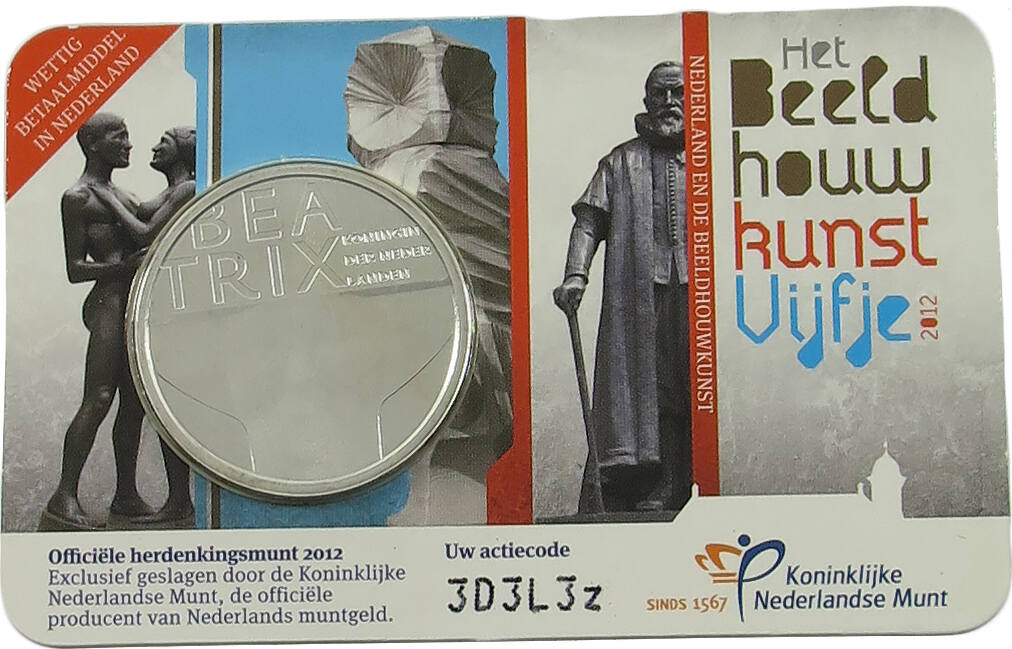 WETTIG
BETAALMIDDEL
IN NEDERLAND
BEA
TRIX
KONINGIN
DER NEDER
LANDEN
NEDERLAND EN DE BEELDHOUWKUNST
Het
Beeld
houw
kunst
Vijfje
2012
Officiële herdenkingsmunt 2012
Exclusief geslagen door de Koninklijke
Nederlandse Munt, de officiële
producent van Nederlands muntgeld.
Uw actiecode
3D3L3z
SINDS 1567
Koninklijke
Nederlandse Munt